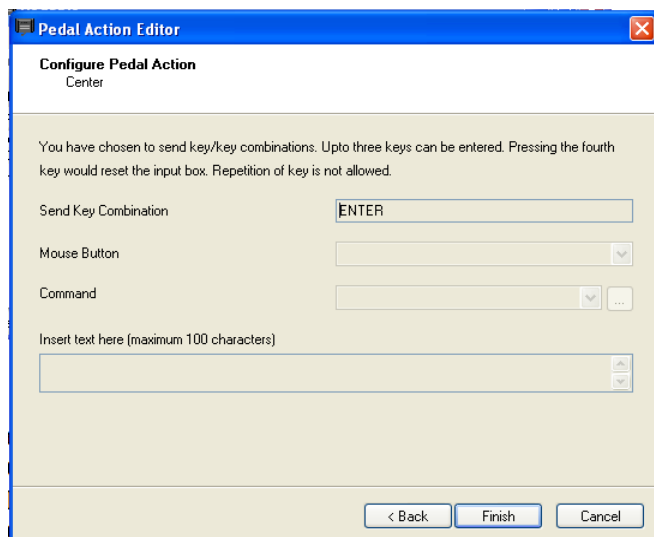 Pedal Action Editor
Configure Pedal Action
Center
You have chosen to send key/key combinations. Upto three keys can be entered. Pressing the fourth
key would reset the input box. Repetition of key is not allowed.
Send Key Combination
ENTER
Mouse Button
Command
...
Insert text here (maximum 100 characters)
< Back
Finish
Cancel